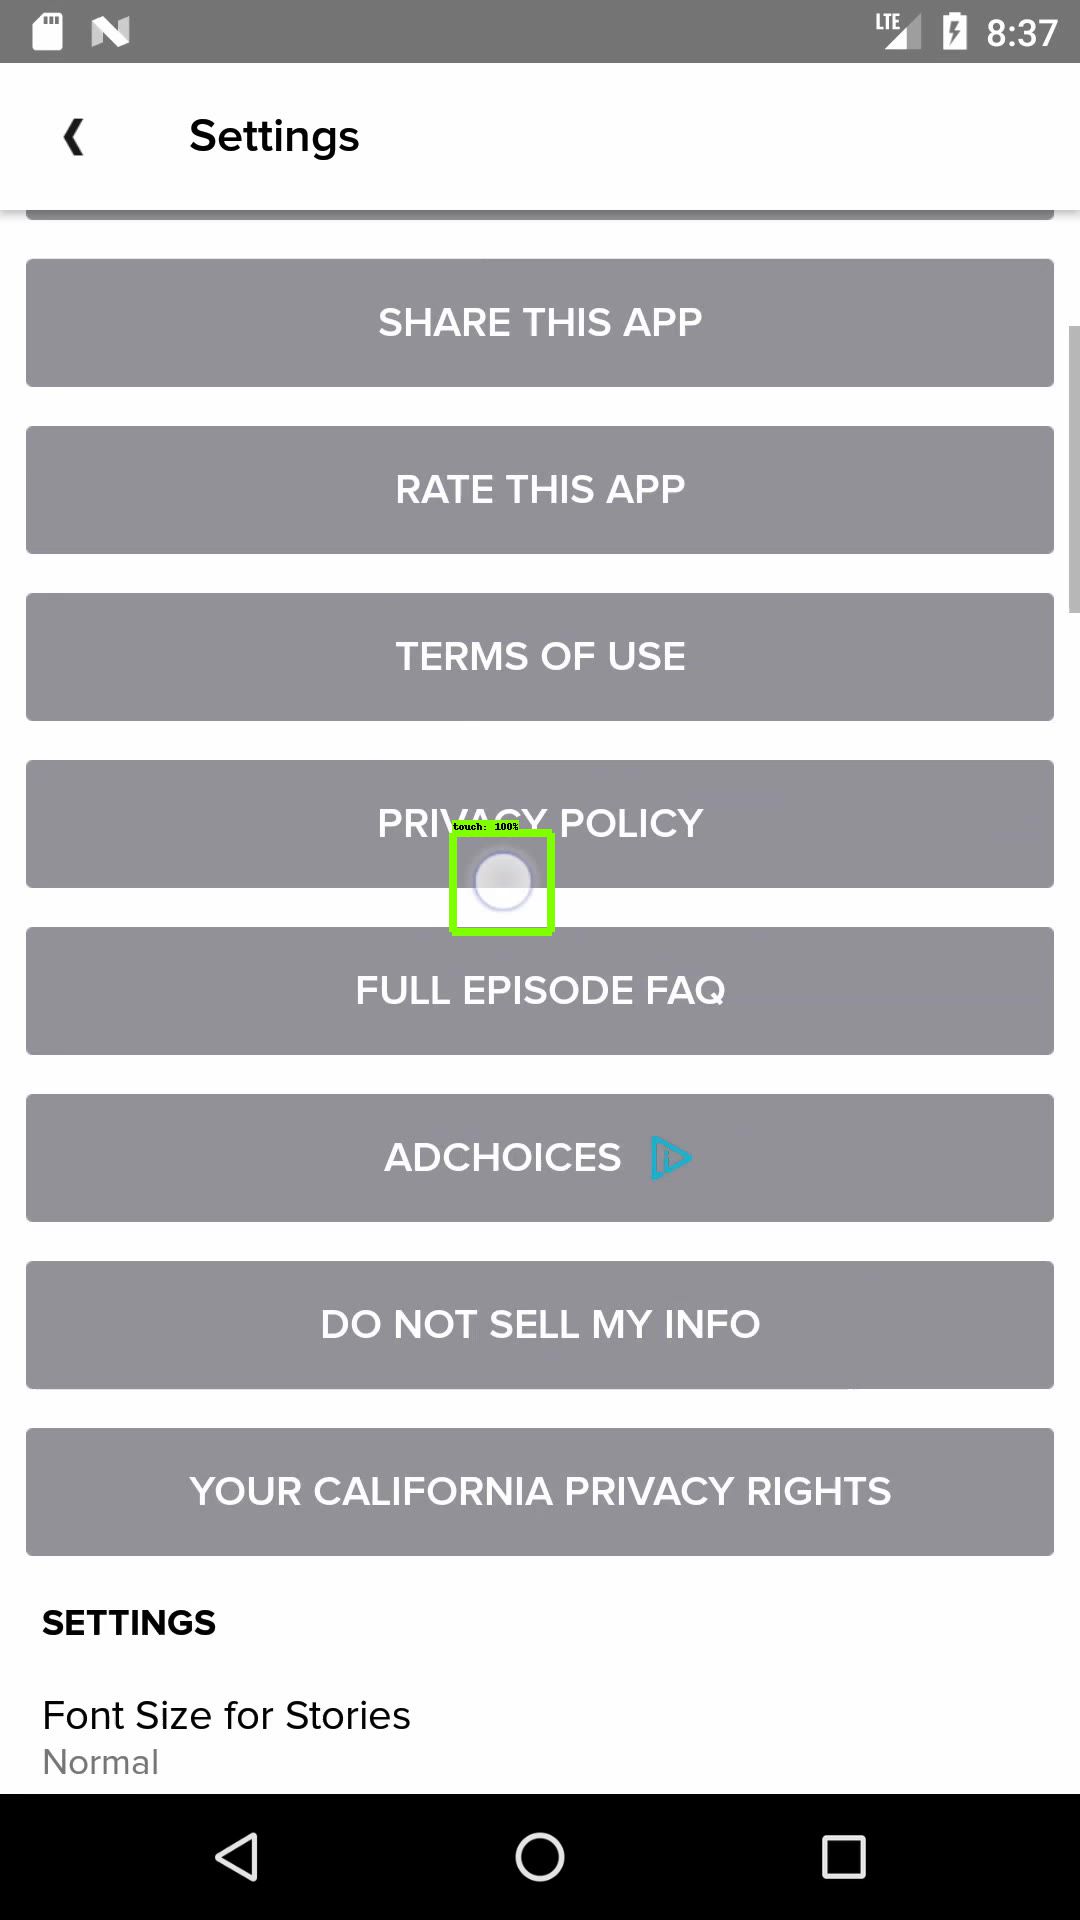 LTE 8:37
Settings
SHARE THIS APP
RATE THIS APP
TERMS OF USE
PRIVACY POLICY
touch: 100%
FULL EPISODE FAQ
ADCHOICES
DO NOT SELL MY INFO
YOUR CALIFORNIA PRIVACY RIGHTS
SETTINGS
Font Size for Stories
Normal